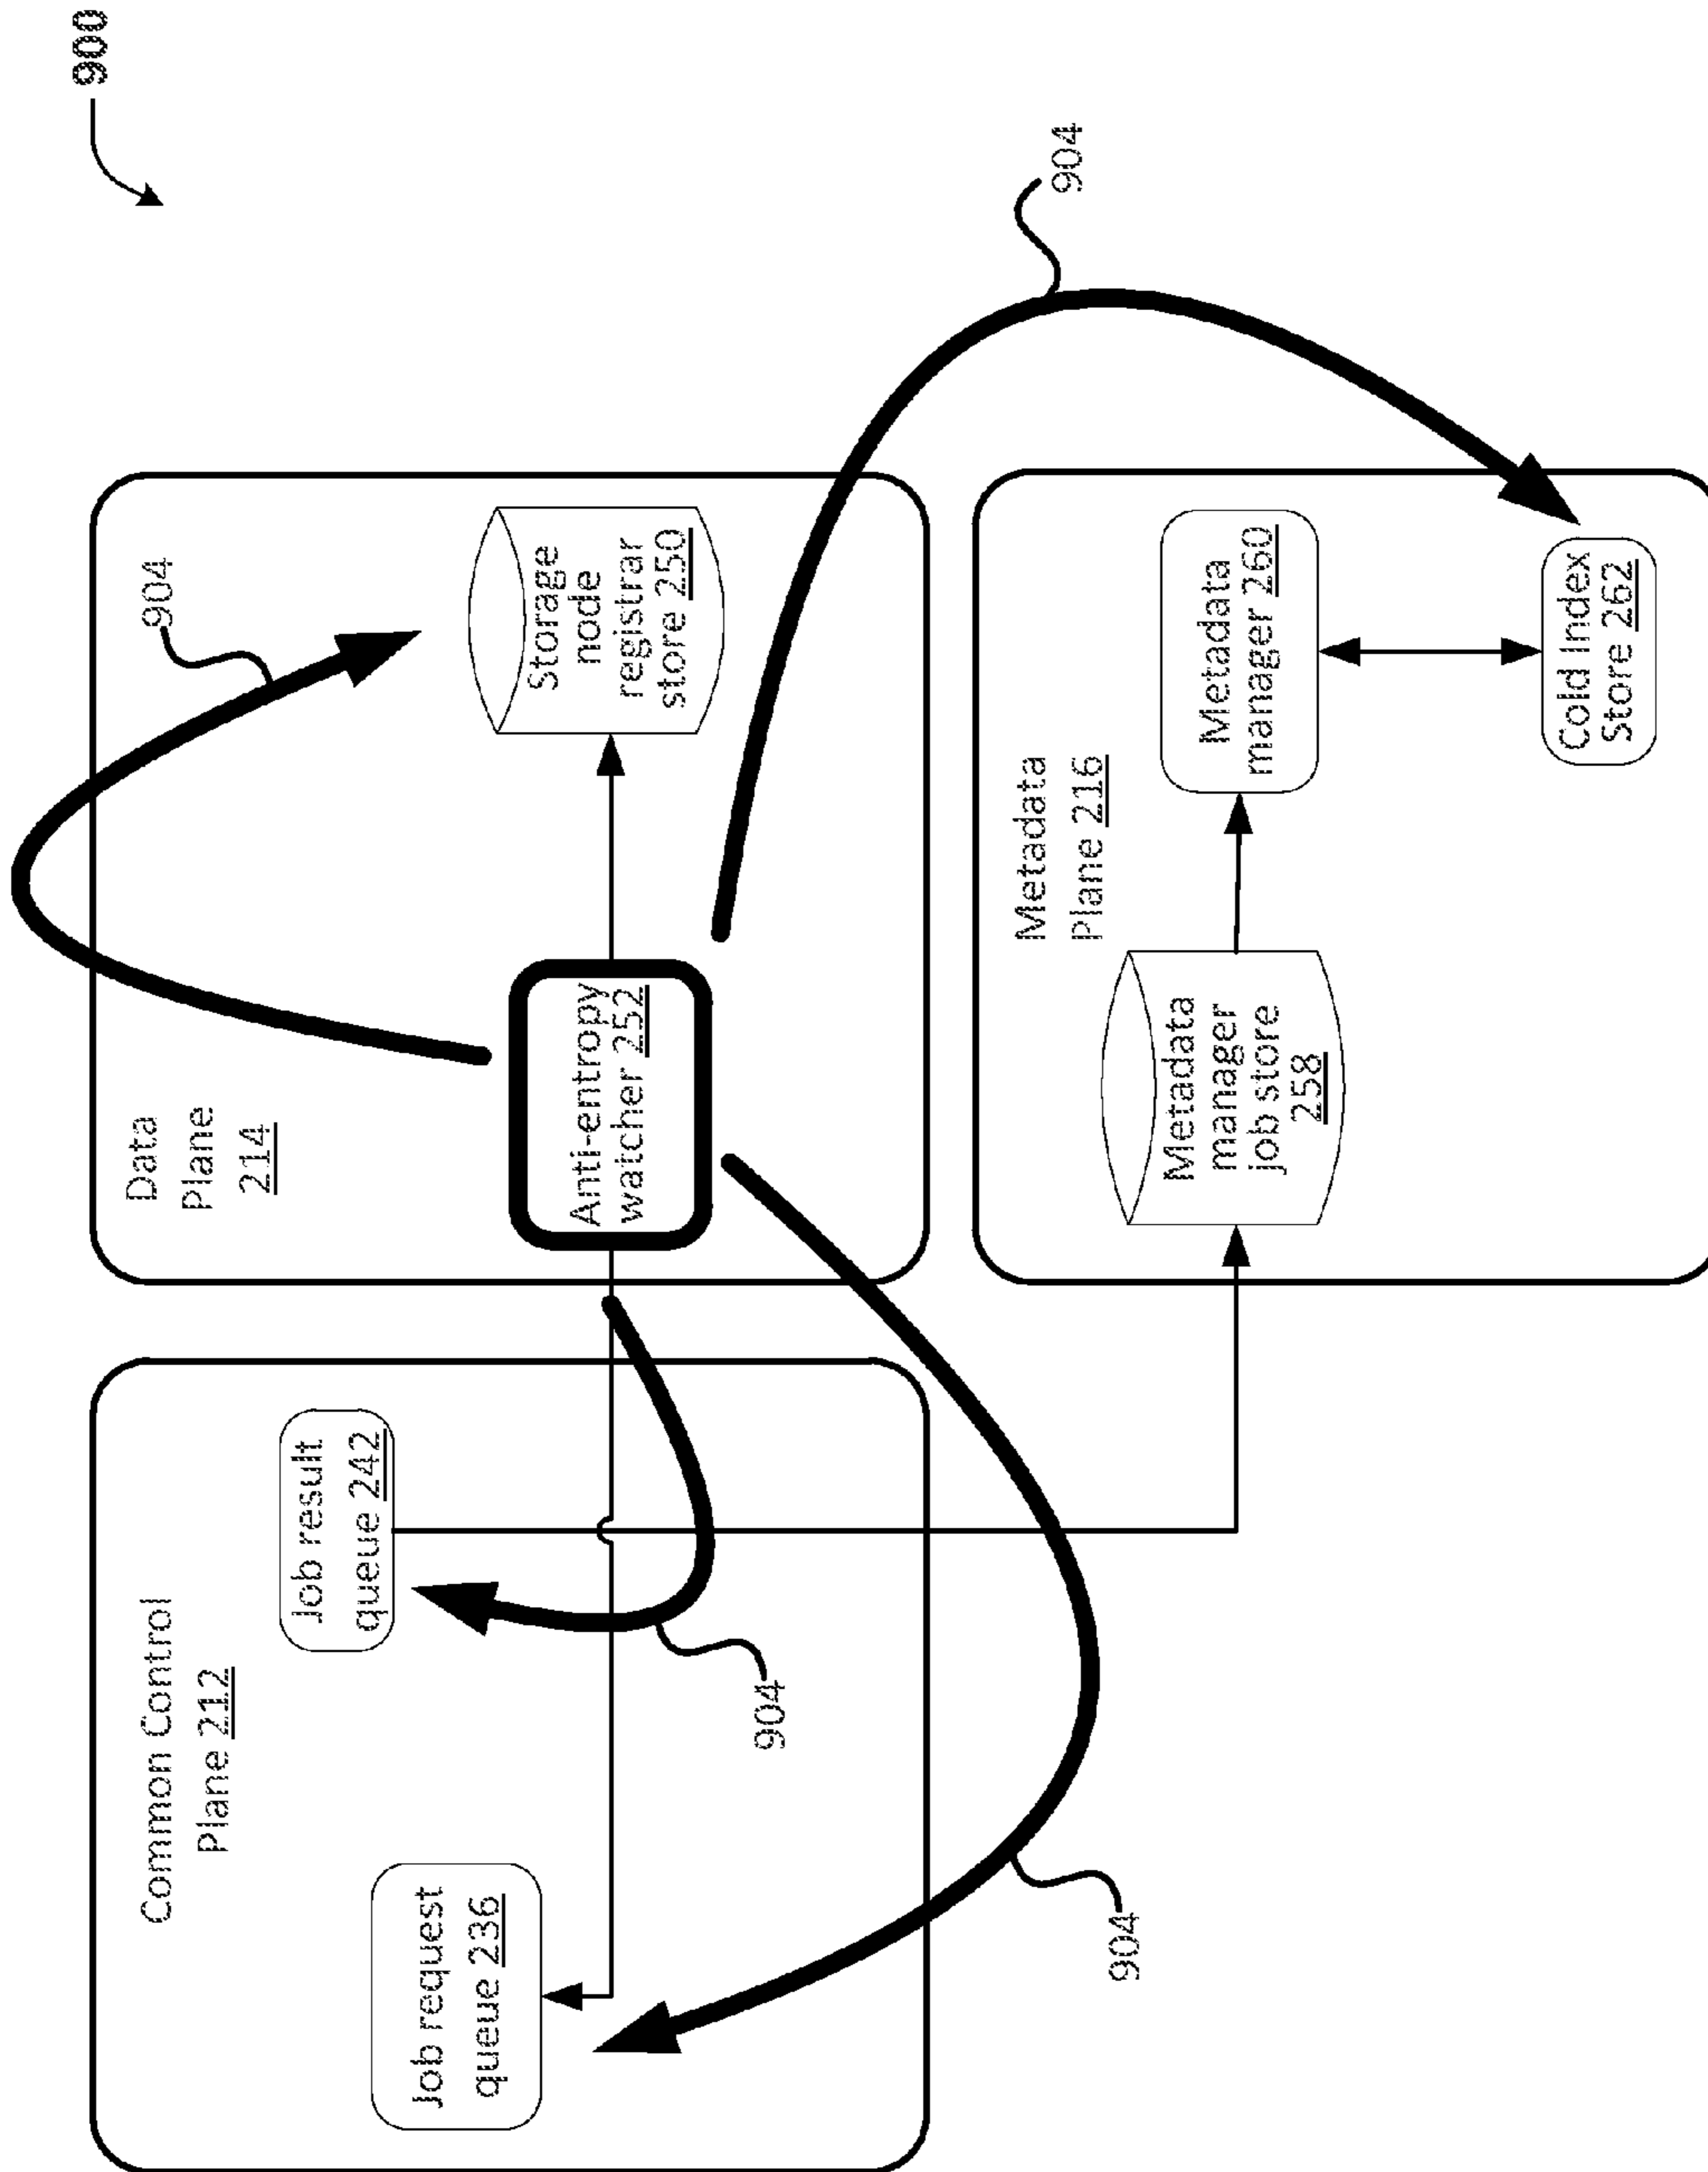 900
Common Control
Plane 212
Job request
queue 236
Job result
queue 242
904
904
Data
Plane
214
Anti-entropy
watcher 252
904
Storage
node
registrar
store 250
904
Metadata
Plane 216
Metadata
manager
job store
258
Metadata
manager 260
Cold Index
Store 262